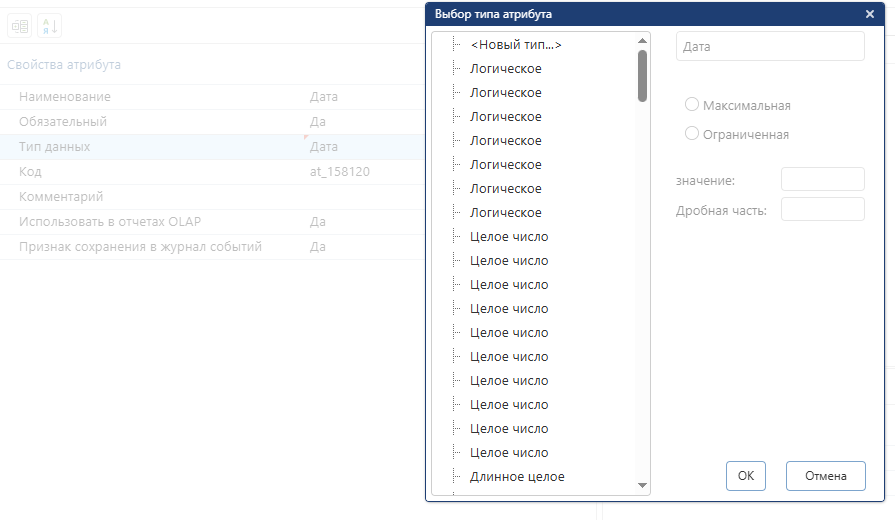 Выбор типа атрибута
А
Я
Свойства атрибута
Наименование Дата
Обязательный Да
Тип данных Дата
Код at_158120
Комментарий
Использовать в отчетах OLAP Да
Признак сохранения в журнал событий Да
<Новый тип...>
Логическое
Логическое
Логическое
Логическое
Логическое
Логическое
Логическое
Целое число
Целое число
Целое число
Целое число
Целое число
Целое число
Целое число
Целое число
Целое число
Целое число
Длинное целое
Дата
Максимальная
Ограниченная
значение:
Дробная часть:
ОК
Отмена